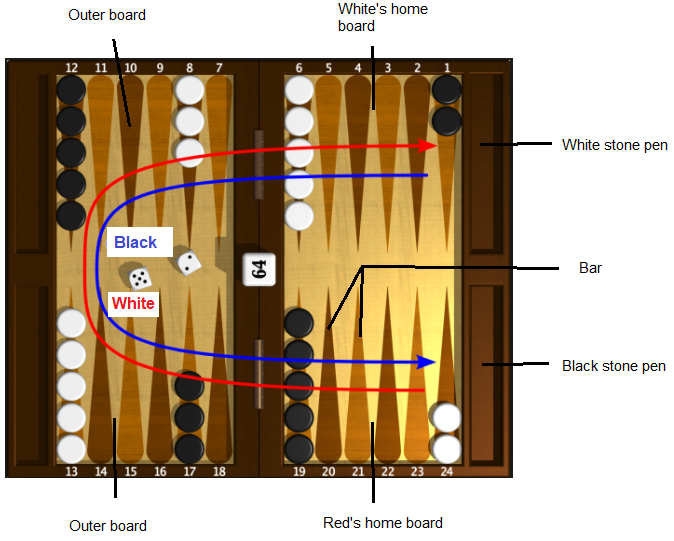 Outer board
White's home
board
12 11 10 9 8 7 6 5 4 3 2 1
White stone pen
Black
64
Bar
White
Black stone pen
13 14 15 16 17 18 19 20 21 22 23 24
Outer board
Red's home board